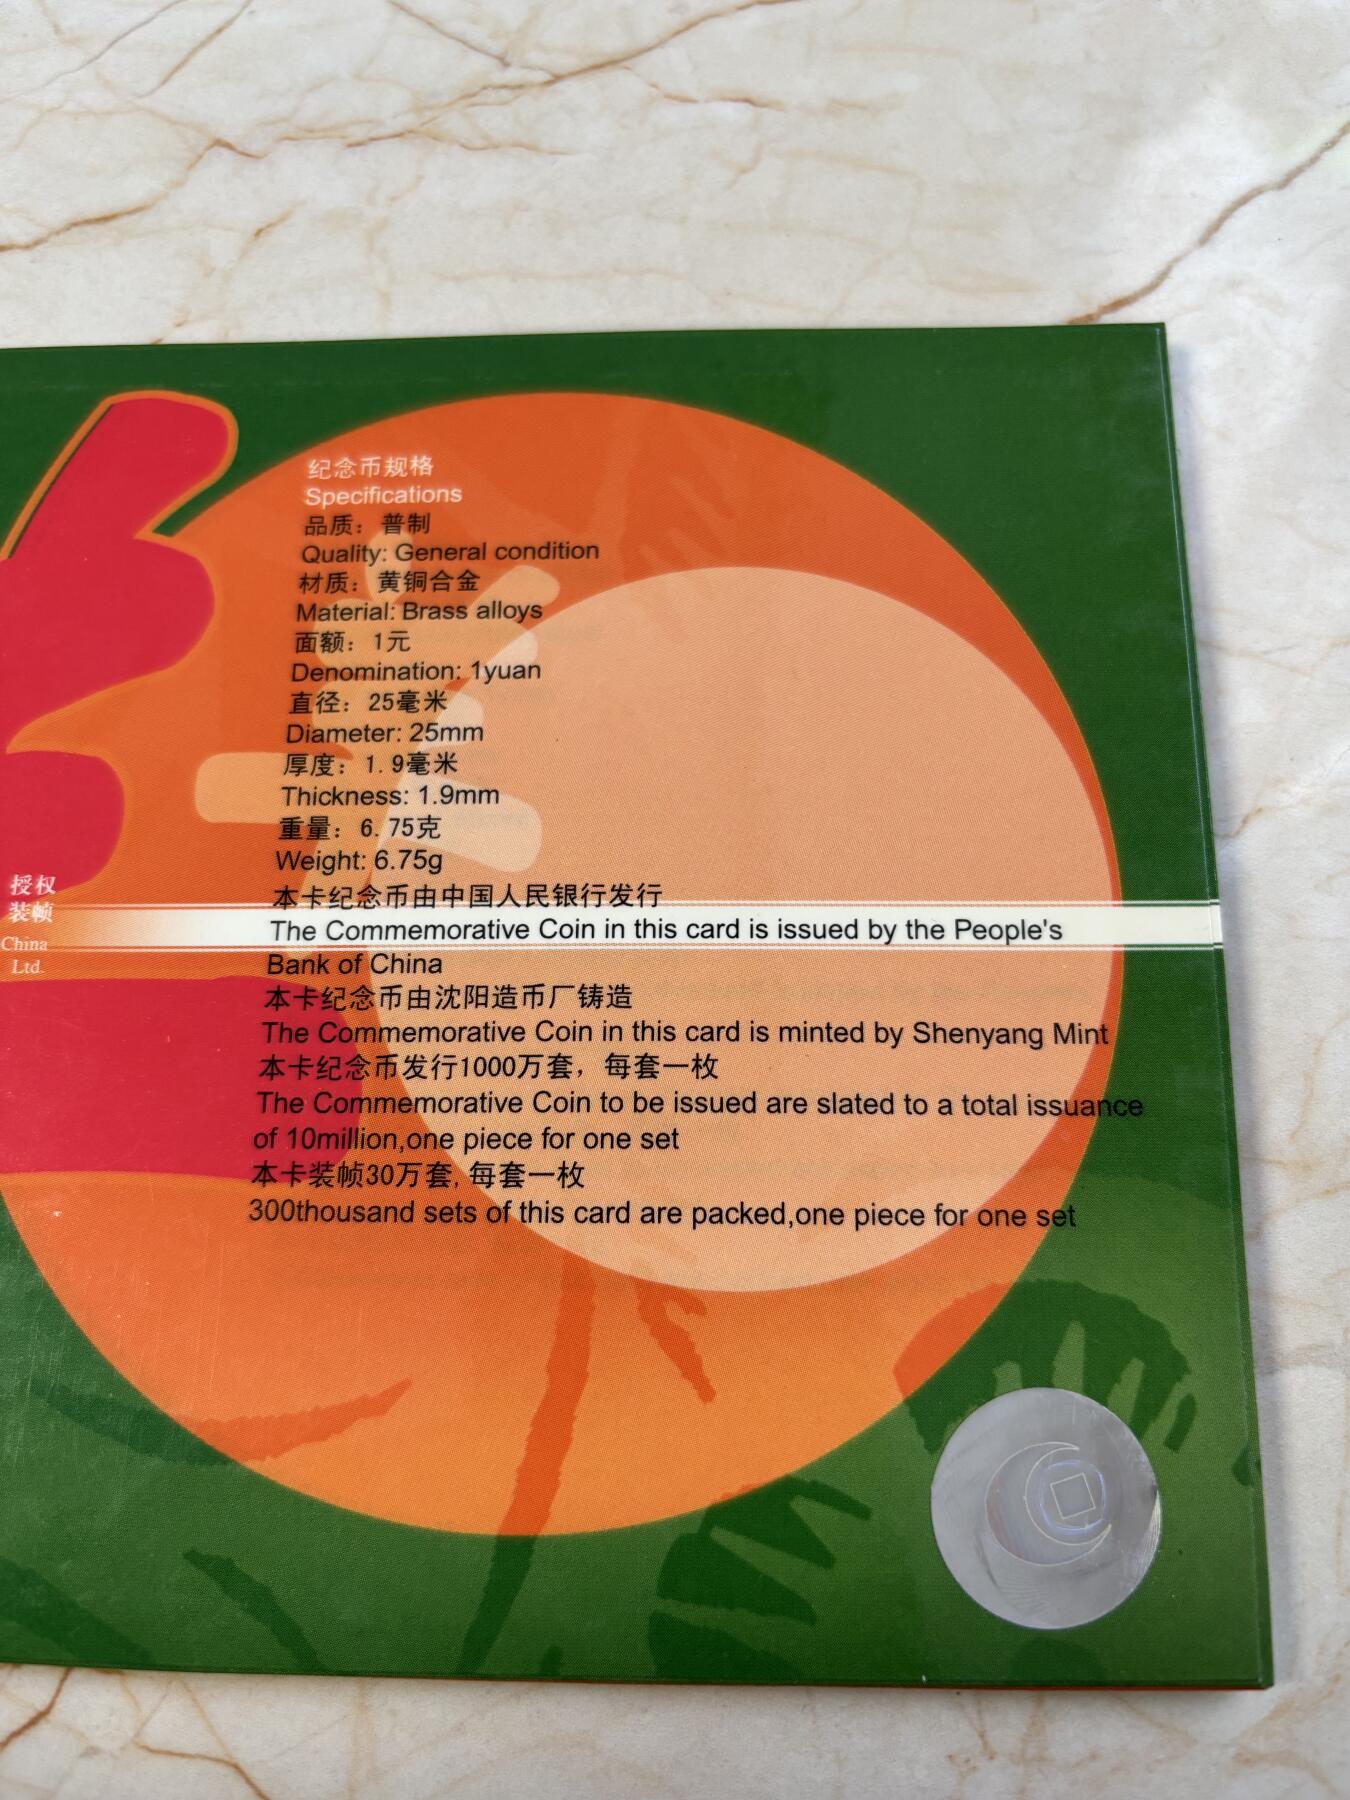 纪念币规格
Specifications
品质：普制
Quality: General condition
材质：黄铜合金
Material: Brass alloys
面额：1元
Denomination: 1yuan
直径：25毫米
Diameter: 25mm
厚度：1.9毫米
Thickness: 1.9mm
重量：6.75克
Weight: 6.75g
本卡纪念币由中国人民银行发行
The Commemorative Coin in this card is issued by the People's
Bank of China
本卡纪念币由沈阳造币厂铸造
The Commemorative Coin in this card is minted by Shenyang Mint
本卡纪念币发行1000万套，每套一枚
The Commemorative Coin to be issued are slated to a total issuance
of 10million,one piece for one set
本卡装帧30万套,每套一枚
300thousand sets of this card are packed,one piece for one set
授权
装帧
China
Ltd.